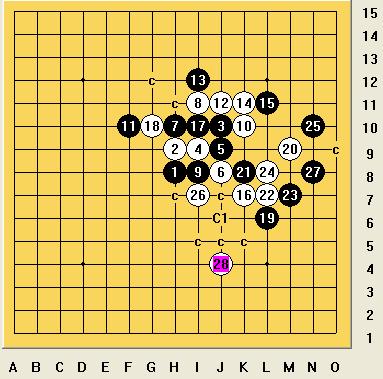 15
14
13
c 13 12
c 8 12 14 15 11
11 18 7 17 3 10 25 10
2 4 5 20 c 9
1 9 6 21 24 27 8
c 26 c 16 22 23 7
C1 19 6
c c c 5
28 4
3
2
1
A B C D E F G H I J K L M N O